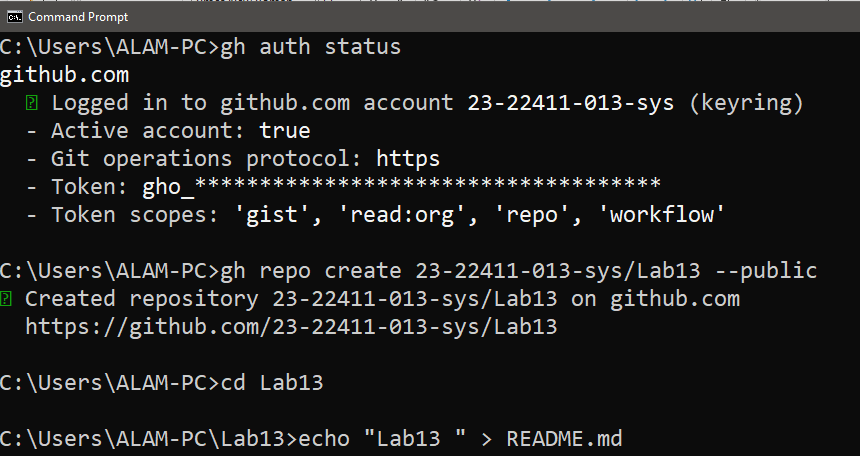 Command Prompt
C:\Users\ALAM-PC>gh auth status
github.com
Logged in to github.com account 23-22411-013-sys (keyring)
- Active account: true
- Git operations protocol: https
- Token: gho_************************************
- Token scopes: 'gist', 'read:org', 'repo', 'workflow'
C:\Users\ALAM-PC>gh repo create 23-22411-013-sys/Lab13 --public
Created repository 23-22411-013-sys/Lab13 on github.com
https://github.com/23-22411-013-sys/Lab13
C:\Users\ALAM-PC>cd Lab13
C:\Users\ALAM-PC\Lab13>echo "Lab13 " > README.md